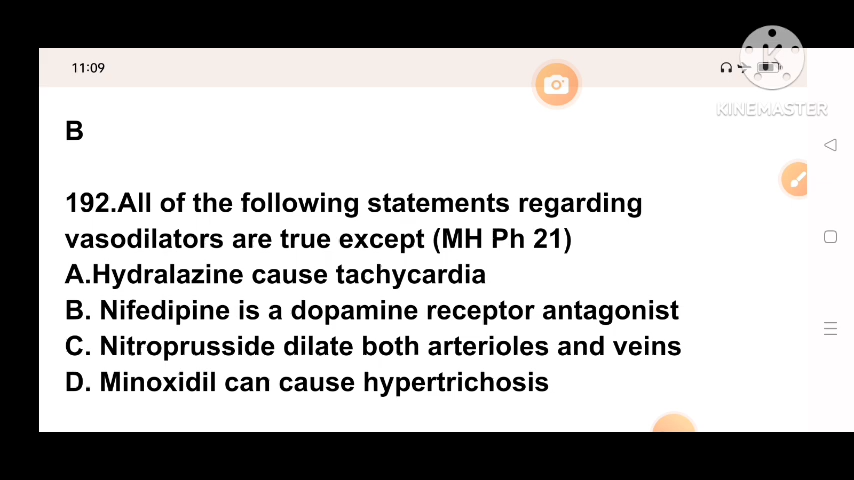 11:09
KINEMASTER
B
192.All of the following statements regarding
vasodilators are true except (MH Ph 21)
A.Hydralazine cause tachycardia
B. Nifedipine is a dopamine receptor antagonist
C. Nitroprusside dilate both arterioles and veins
D. Minoxidil can cause hypertrichosis